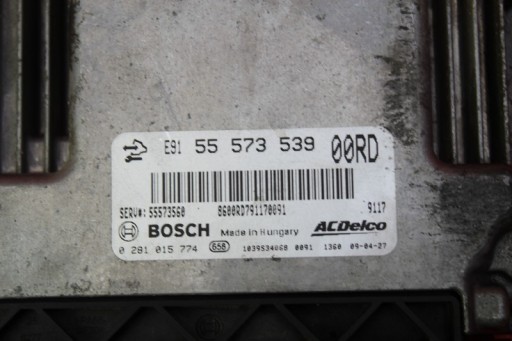 E91 55 573 539 00RD
SERV#: 55573560 8600RD791170091 9117
BOSCH Made in Hungary ACDelco
0 281 015 774 658 1039S34068 0091 1360 09-04-27